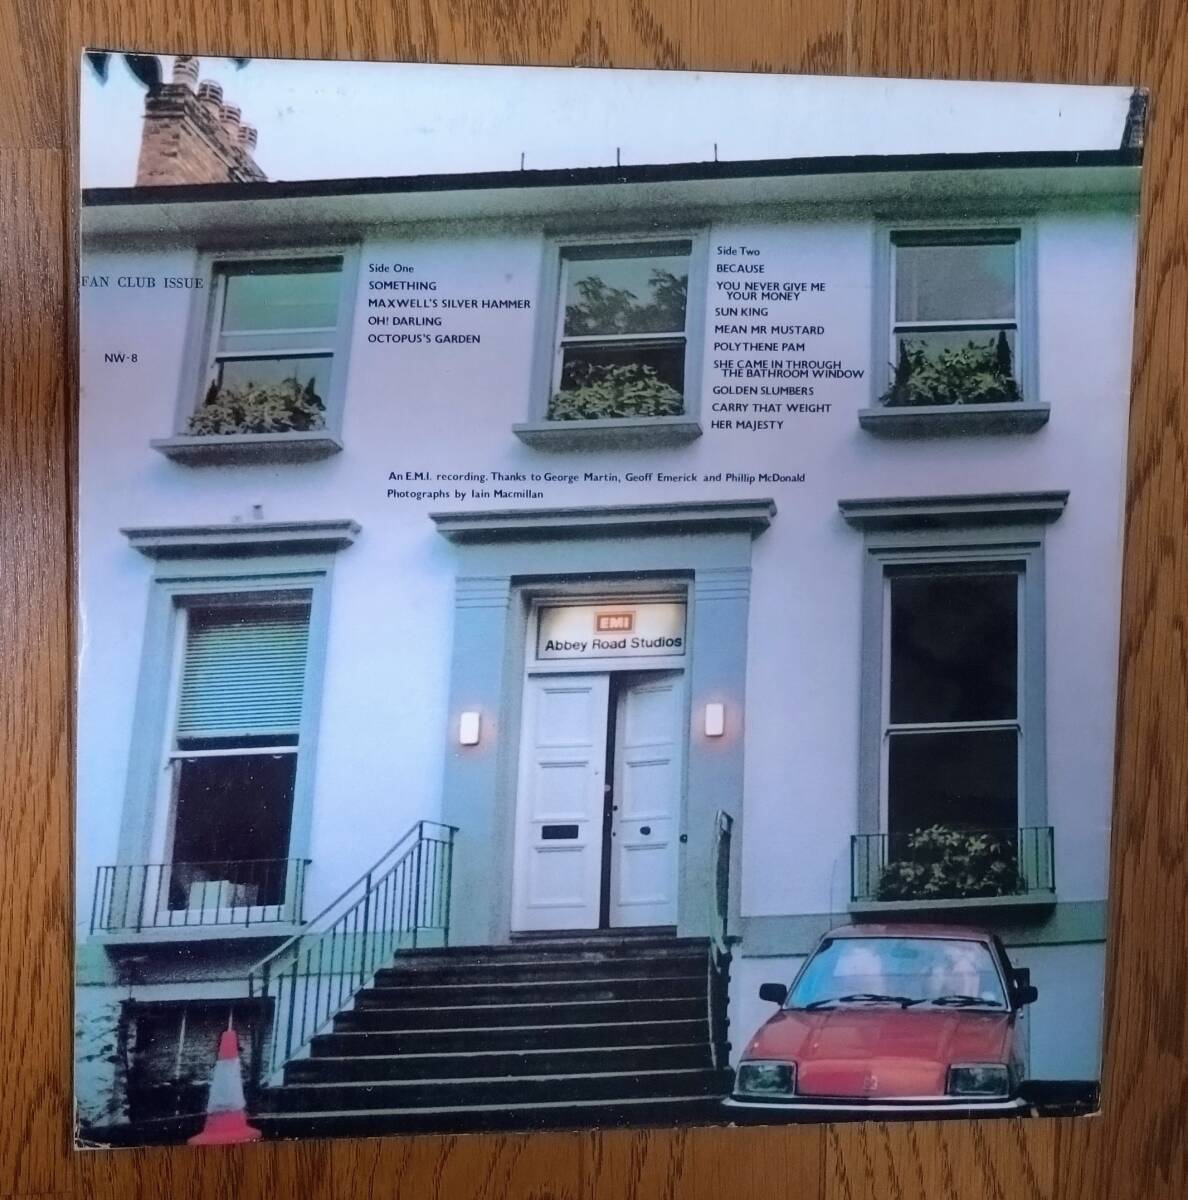 FAN CLUB ISSUE
NW-8
Side One
SOMETHING
MAXWELL'S SILVER HAMMER
OH! DARLING
OCTOPUS'S GARDEN
Side Two
BECAUSE
YOU NEVER GIVE ME
YOUR MONEY
SUN KING
MEAN MR MUSTARD
POLYTHENE PAM
SHE CAME IN THROUGH
THE BATHROOM WINDOW
GOLDEN SLUMBERS
CARRY THAT WEIGHT
HER MAJESTY
An E.M.I. recording. Thanks to George Martin, Geoff Emerick and Phillip McDonald
Photographs by Iain Macmillan
EMI
Abbey Road Studios